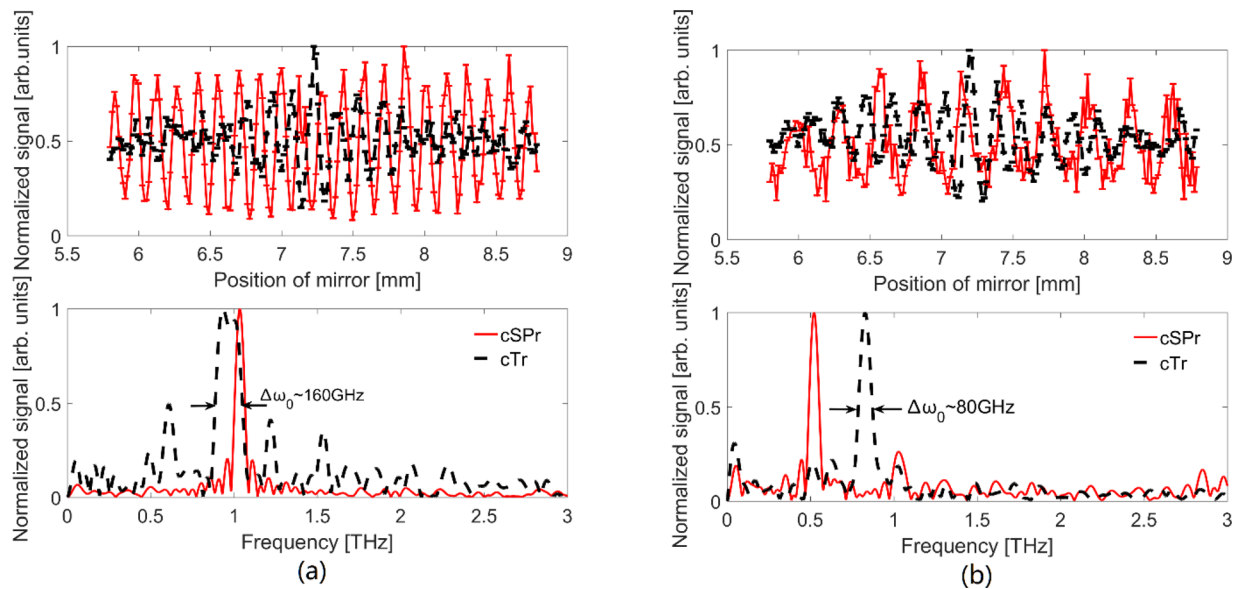 Normalized signal [arb.units]
1
0.5
0
5.5 6 6.5 7 7.5 8 8.5 9
Position of mirror [mm]
Normalized signal [arb. units]
1
0.5
0
cSPr
cTr
Δω0~160GHz
0 0.5 1 1.5 2 2.5 3
Frequency [THz]
(a)
Normalized signal [arb. units]
1
0.5
0
5.5 6 6.5 7 7.5 8 8.5 9
Position of mirror [mm]
Normalized signal [arb. units]
1
0.5
0
cSPr
cTr
Δω0~80GHz
0 0.5 1 1.5 2 2.5 3
Frequency [THz]
(b)